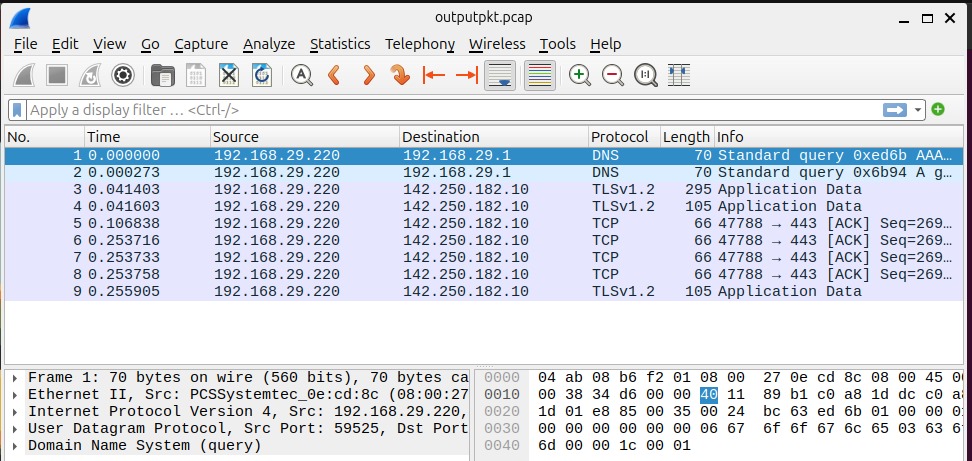 outputpkt.pcap
File Edit View Go Capture Analyze Statistics Telephony Wireless Tools Help
Apply a display filter … <Ctrl-/>
No. Time Source Destination Protocol Length Info
1 0.000000 192.168.29.220 192.168.29.1 DNS 70 Standard query 0xed6b AAA…
2 0.000273 192.168.29.220 192.168.29.1 DNS 70 Standard query 0x6b94 A g…
3 0.041403 192.168.29.220 142.250.182.10 TLSv1.2 295 Application Data
4 0.041603 192.168.29.220 142.250.182.10 TLSv1.2 105 Application Data
5 0.106838 192.168.29.220 142.250.182.10 TCP 66 47788 → 443 [ACK] Seq=269…
6 0.253716 192.168.29.220 142.250.182.10 TCP 66 47788 → 443 [ACK] Seq=269…
7 0.253733 192.168.29.220 142.250.182.10 TCP 66 47788 → 443 [ACK] Seq=269…
8 0.253758 192.168.29.220 142.250.182.10 TCP 66 47788 → 443 [ACK] Seq=269…
9 0.255905 192.168.29.220 142.250.182.10 TLSv1.2 105 Application Data
Frame 1: 70 bytes on wire (560 bits), 70 bytes ca
Ethernet II, Src: PCSSystemtec_0e:cd:8c (08:00:27
Internet Protocol Version 4, Src: 192.168.29.220,
User Datagram Protocol, Src Port: 59525, Dst Port
Domain Name System (query)
0000 04 ab 08 b6 f2 01 08 00 27 0e cd 8c 08 00 45 00
0010 00 38 34 d6 00 00 40 11 89 b1 c0 a8 1d dc c0 a8
0020 1d 01 e8 85 00 35 00 24 bc 63 ed 6b 01 00 00 01
0030 00 00 00 00 00 00 06 67 6f 6f 67 6c 65 03 63 6f
0040 6d 00 00 1c 00 01